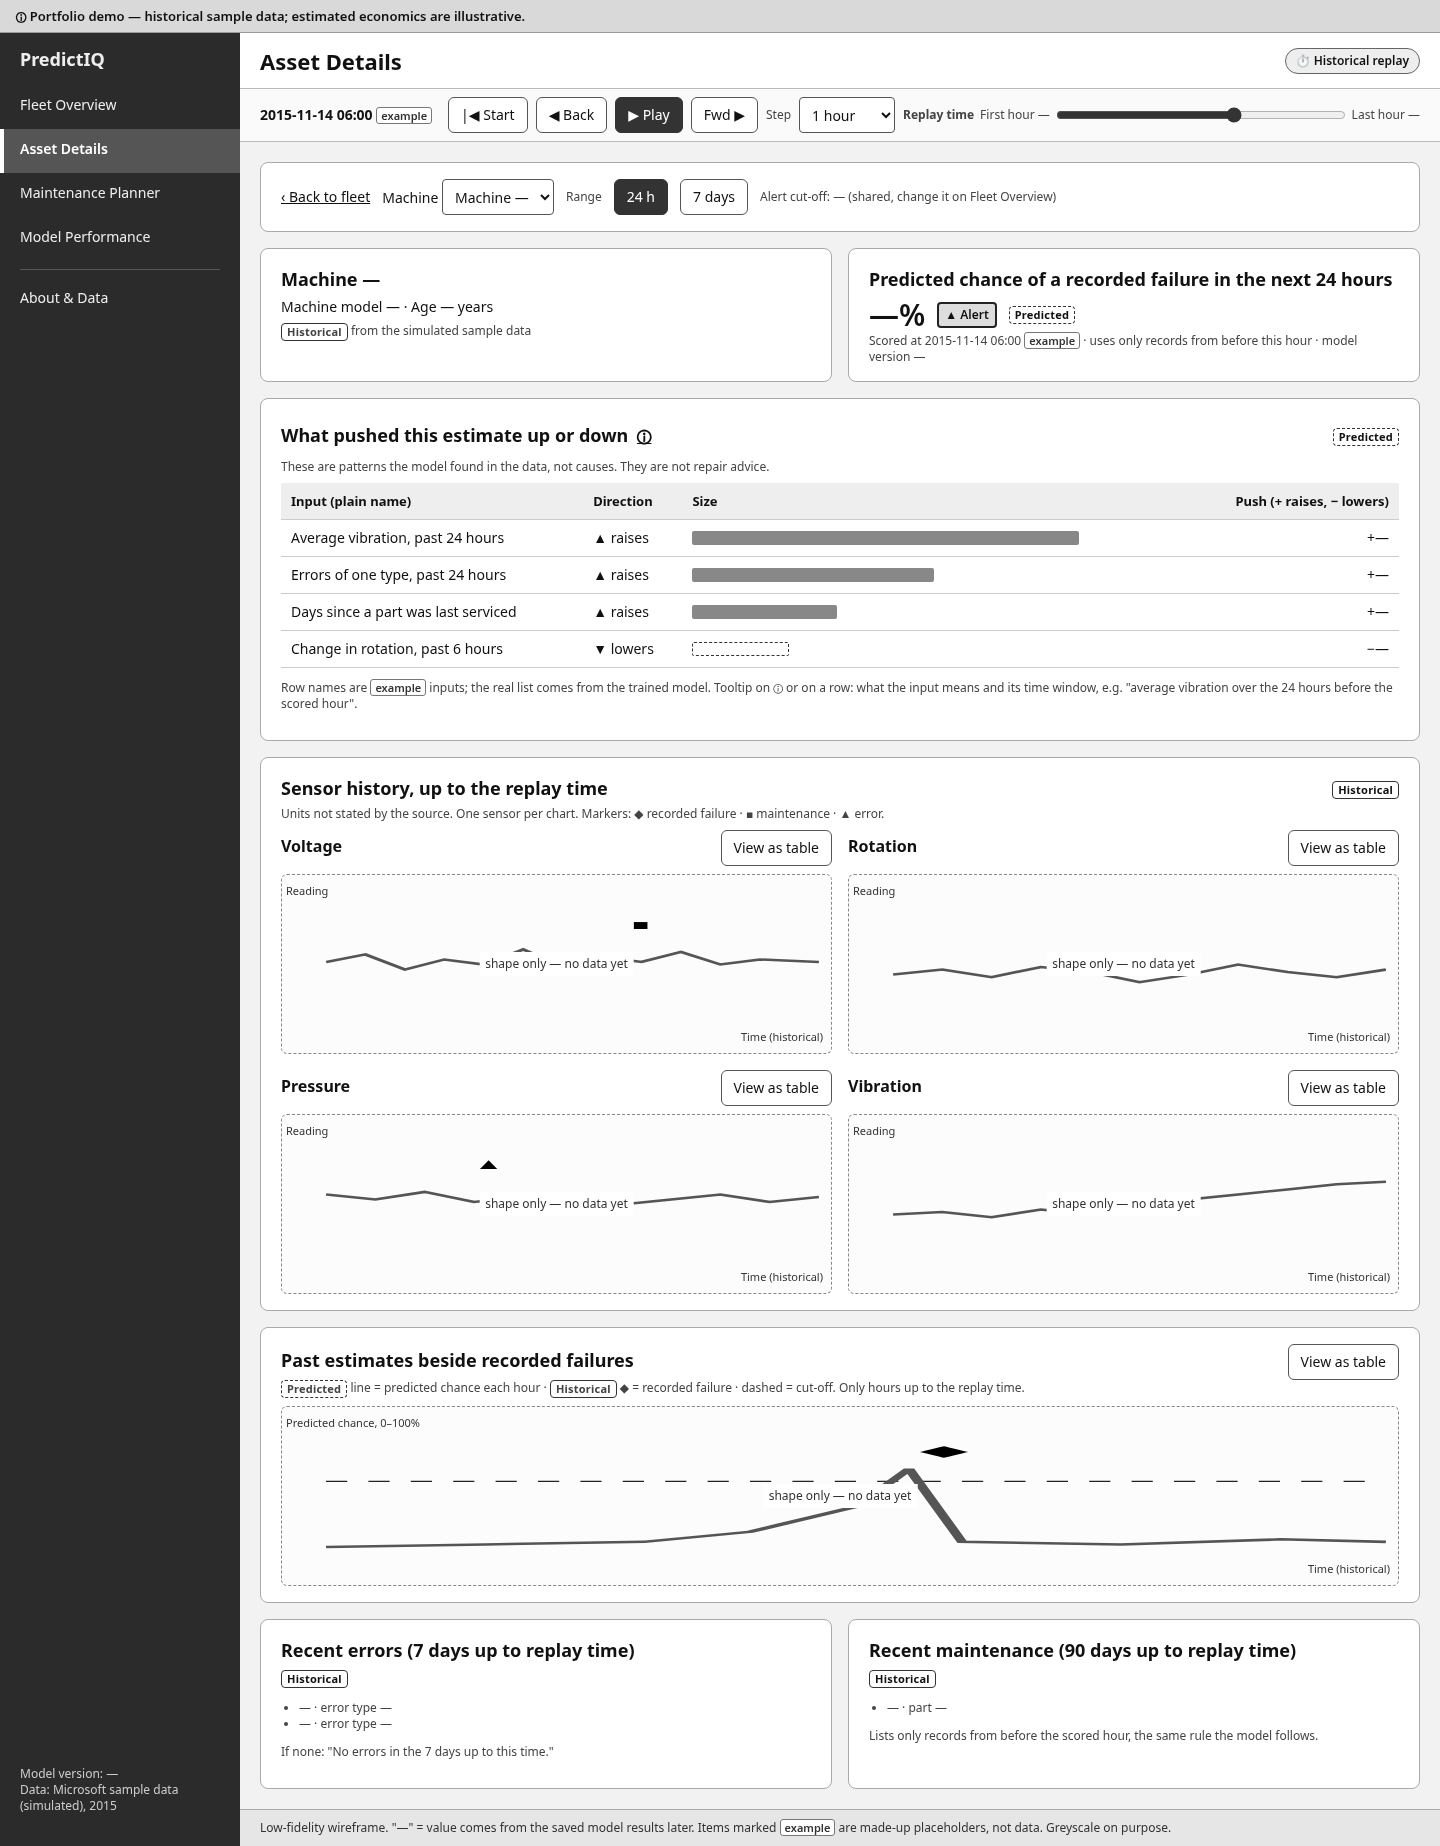 ⓘ Portfolio demo — historical sample data; estimated economics are illustrative.
PredictIQ
Fleet Overview
Asset Details
Maintenance Planner
Model Performance
About & Data
Model version: —
Data: Microsoft sample data
(simulated), 2015
Asset Details
⏱ Historical replay
2015-11-14 06:00 example |◀ Start ◀ Back ▶ Play Fwd ▶ Step 1 hour Replay time First hour — Last hour —
‹ Back to fleet Machine Machine — Range 24 h 7 days Alert cut-off: — (shared, change it on Fleet Overview)
Machine —
Machine model — · Age — years
Historical from the simulated sample data
Predicted chance of a recorded failure in the next 24 hours
—% ▲ Alert Predicted
Scored at 2015-11-14 06:00 example · uses only records from before this hour · model
version —
What pushed this estimate up or down ⓘ Predicted
These are patterns the model found in the data, not causes. They are not repair advice.
Input (plain name) Direction Size Push (+ raises, − lowers)
Average vibration, past 24 hours ▲ raises +—
Errors of one type, past 24 hours ▲ raises +—
Days since a part was last serviced ▲ raises +—
Change in rotation, past 6 hours ▼ lowers −—
Row names are example inputs; the real list comes from the trained model. Tooltip on ⓘ or on a row: what the input means and its time window, e.g. "average vibration over the 24 hours before the
scored hour".
Sensor history, up to the replay time Historical
Units not stated by the source. One sensor per chart. Markers: ◆ recorded failure · ■ maintenance · ▲ error.
Voltage View as table
Reading
shape only — no data yet
Time (historical)
Rotation View as table
Reading
shape only — no data yet
Time (historical)
Pressure View as table
Reading
shape only — no data yet
Time (historical)
Vibration View as table
Reading
shape only — no data yet
Time (historical)
Past estimates beside recorded failures View as table
Predicted line = predicted chance each hour · Historical ◆ = recorded failure · dashed = cut-off. Only hours up to the replay time.
Predicted chance, 0–100%
shape only — no data yet
Time (historical)
Recent errors (7 days up to replay time)
Historical
• — · error type —
• — · error type —
If none: "No errors in the 7 days up to this time."
Recent maintenance (90 days up to replay time)
Historical
• — · part —
Lists only records from before the scored hour, the same rule the model follows.
Low-fidelity wireframe. "—" = value comes from the saved model results later. Items marked example are made-up placeholders, not data. Greyscale on purpose.